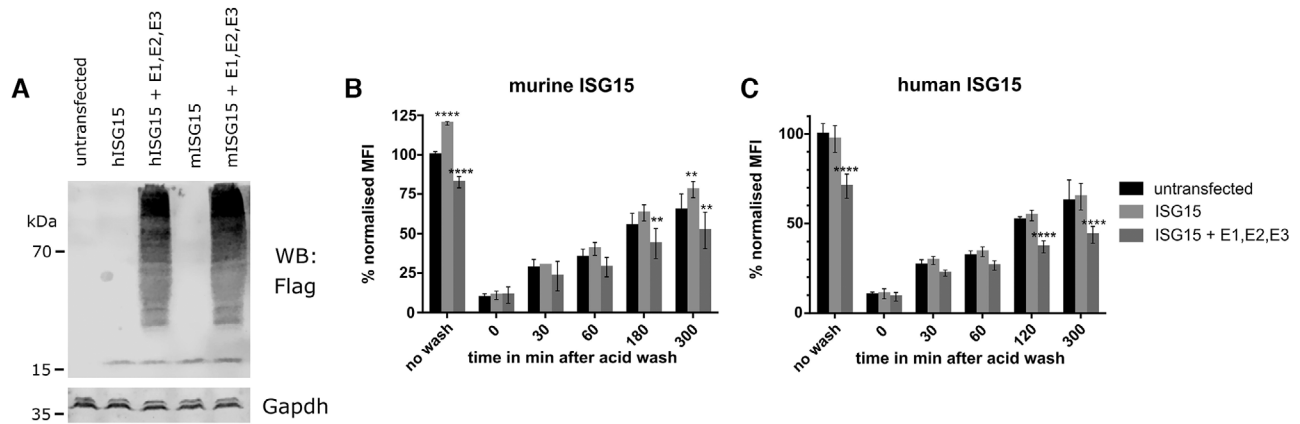 A
untransfected
hISG15
hISG15 + E1,E2,E3
mISG15
mISG15 + E1,E2,E3
kDa
70
15
35
WB:
Flag
Gapdh
B
murine ISG15
% normalised MFI
125
100
75
50
25
0
**** **** ** ** **
no wash 0 30 60 180 300
time in min after acid wash
C
human ISG15
% normalised MFI
100
50
0
**** **** ****
no wash 0 30 60 120 300
time in min after acid wash
untransfected
ISG15
ISG15 + E1,E2,E3